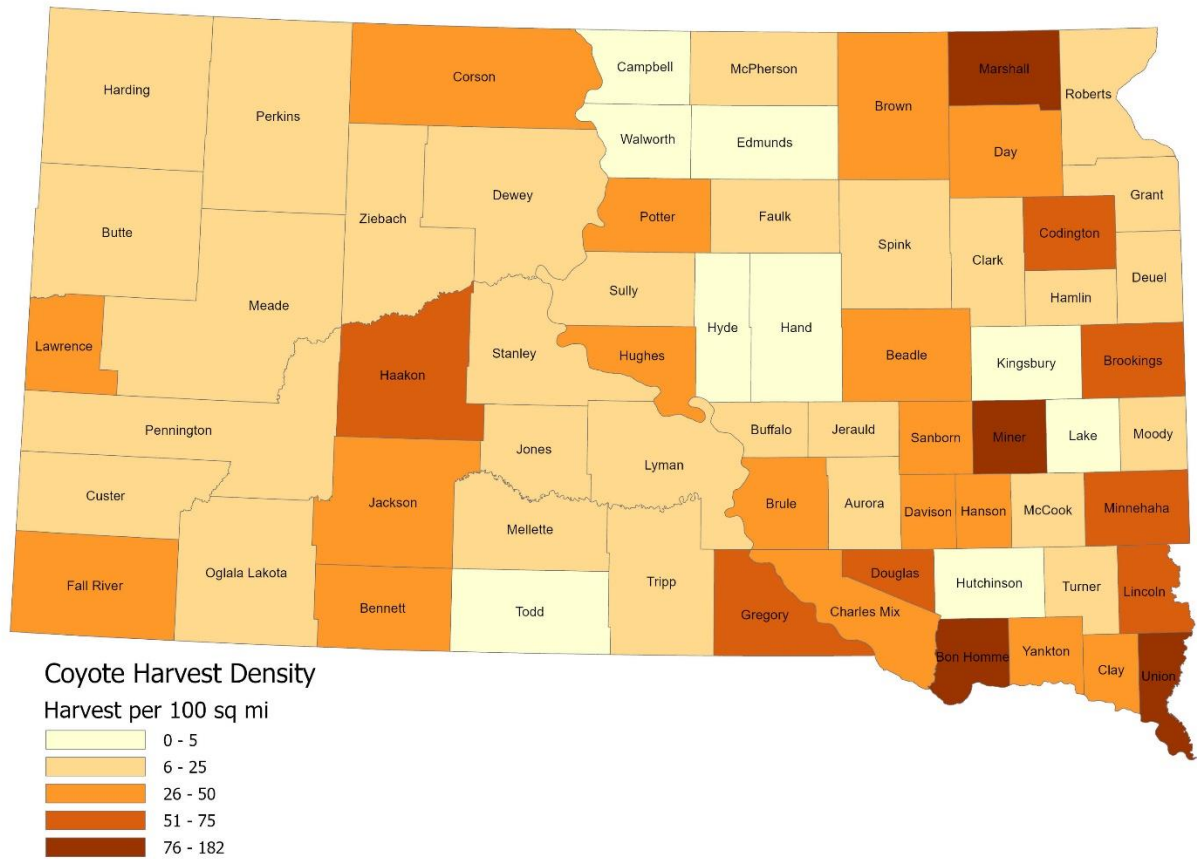 Harding
Perkins
Corson
Campbell
McPherson
Brown
Marshall
Roberts
Walworth
Edmunds
Day
Butte
Ziebach
Dewey
Potter
Faulk
Spink
Clark
Codington
Grant
Meade
Sully
Hyde
Hand
Hamlin
Deuel
Lawrence
Haakon
Stanley
Hughes
Beadle
Kingsbury
Brookings
Pennington
Jones
Lyman
Buffalo
Jerauld
Sanborn
Miner
Lake
Moody
Custer
Jackson
Mellette
Brule
Aurora
Davison
Hanson
McCook
Minnehaha
Fall River
Oglala Lakota
Bennett
Todd
Tripp
Gregory
Charles Mix
Douglas
Hutchinson
Turner
Lincoln
Bon Homme
Yankton
Clay
Union
Coyote Harvest Density
Harvest per 100 sq mi
0 - 5
6 - 25
26 - 50
51 - 75
76 - 182